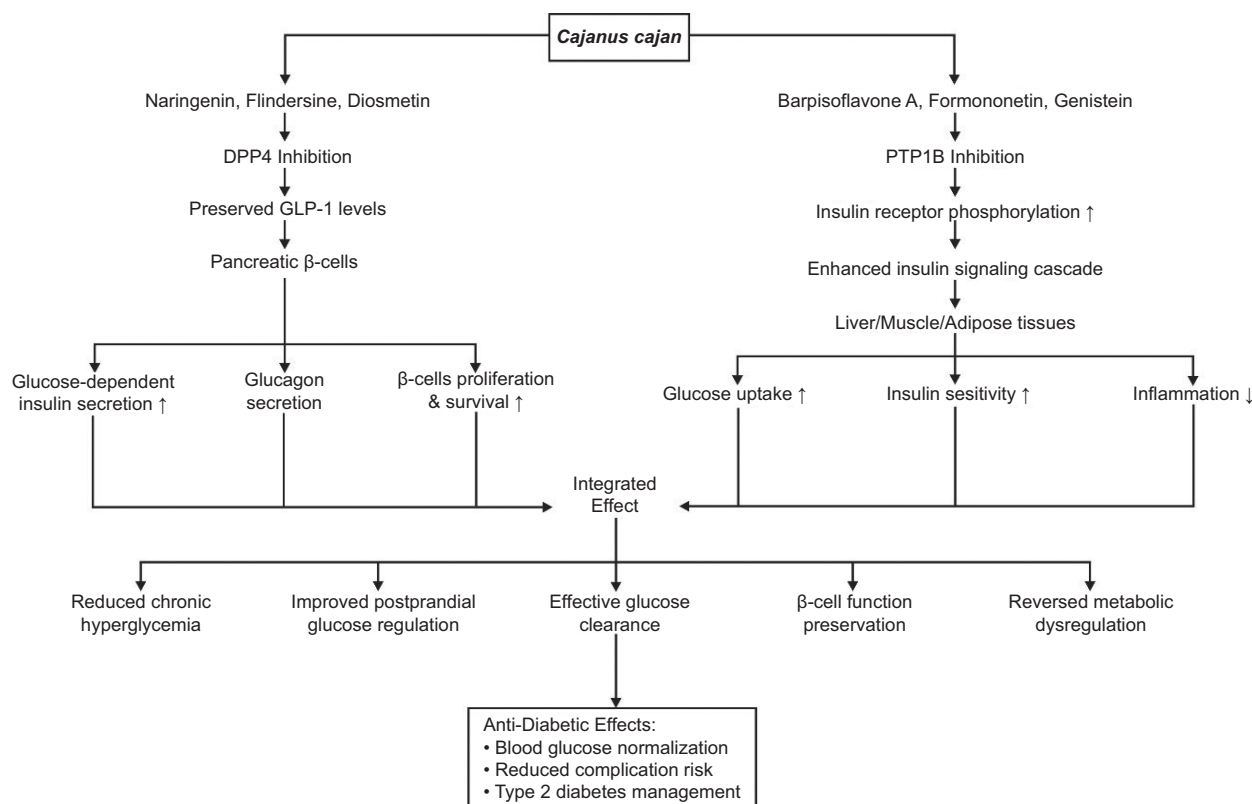 Cajanus cajan
Naringenin, Flindersine, Diosmetin
DPP4 Inhibition
Preserved GLP-1 levels
Pancreatic β-cells
Glucose-dependent
insulin secretion ↑
Glucagon
secretion
β-cells proliferation
& survival ↑
Barpisoflavone A, Formononetin, Genistein
PTP1B Inhibition
Insulin receptor phosphorylation ↑
Enhanced insulin signaling cascade
Liver/Muscle/Adipose tissues
Glucose uptake ↑
Insulin sesitivity ↑
Inflammation ↓
Integrated
Effect
Reduced chronic
hyperglycemia
Improved postprandial
glucose regulation
Effective glucose
clearance
β-cell function
preservation
Reversed metabolic
dysregulation
Anti-Diabetic Effects:
• Blood glucose normalization
• Reduced complication risk
• Type 2 diabetes management